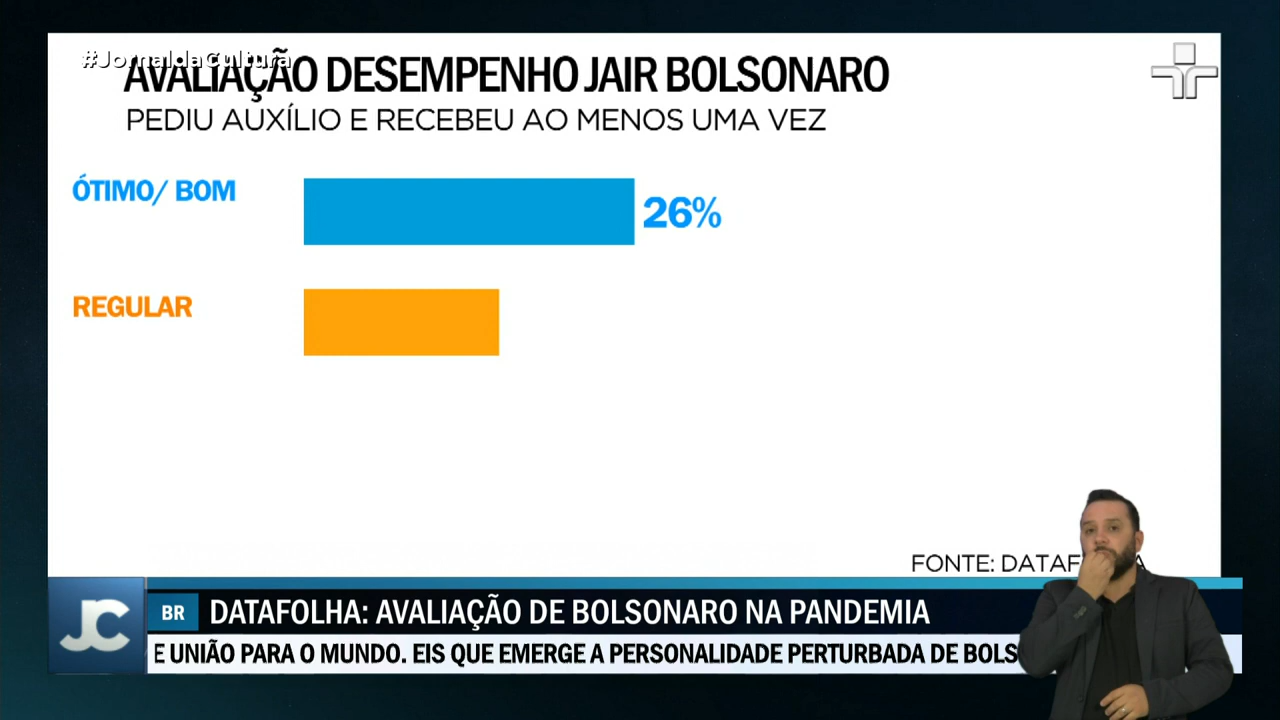 #JornaldaCultura
AVALIAÇÃO DESEMPENHO JAIR BOLSONARO
PEDIU AUXÍLIO E RECEBEU AO MENOS UMA VEZ
ÓTIMO/ BOM
26%
REGULAR
FONTE:
JC
BR
DATAFOLHA: AVALIAÇÃO DE BOLSONARO NA PANDEMIA
E UNIÃO PARA O MUNDO. EIS QUE EMERGE A PERSONALIDADE PERTURBADA DE BOLS